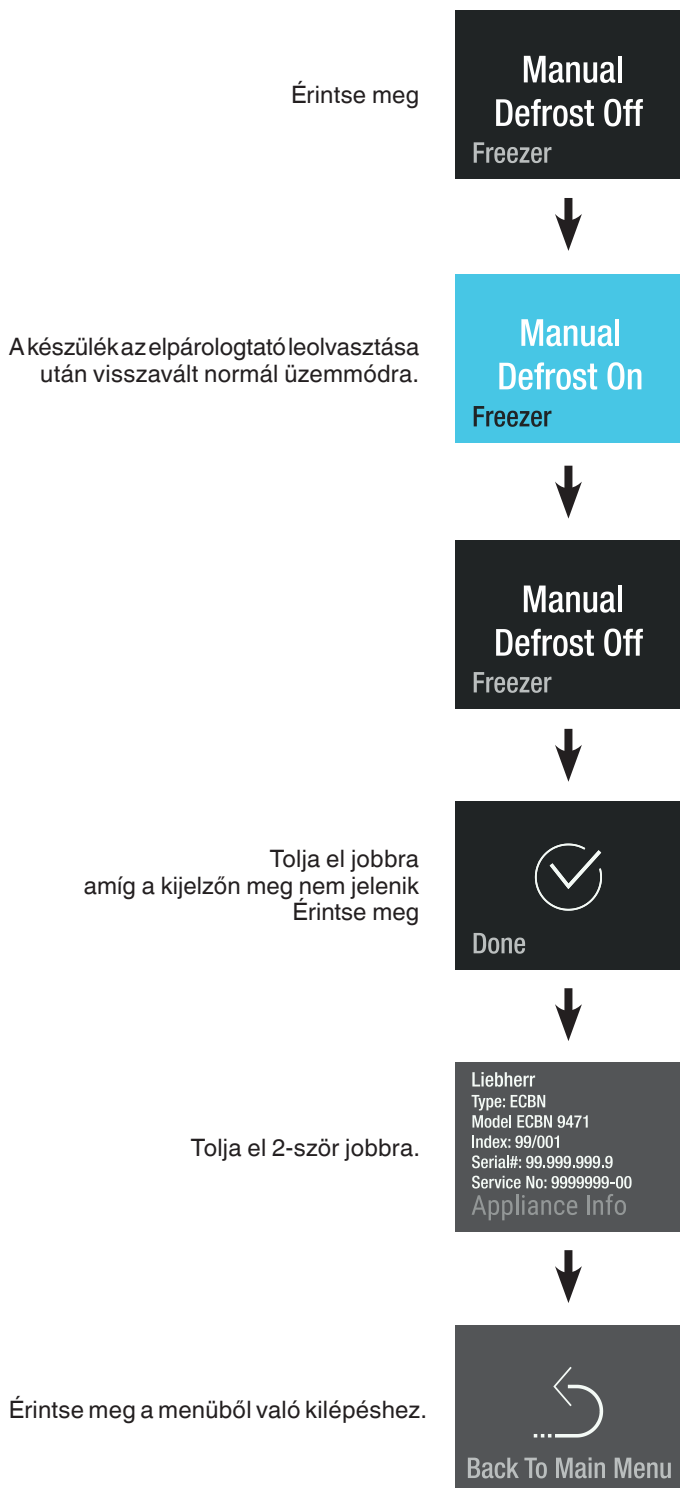 Érintse meg
Manual
Defrost Off
Freezer
A készülék az elpárologtató leolvasztása
után visszavált normál üzemmódra.
Manual
Defrost On
Freezer
Manual
Defrost Off
Freezer
Tolja el jobbra
amíg a kijelzőn meg nem jelenik
Érintse meg
Done
Tolja el 2-ször jobbra.
Liebherr
Type: ECBN
Model ECBN 9471
Index: 99/001
Serial#: 99.999.999.9
Service No: 9999999-00
Appliance Info
Érintse meg a menüből való kilépéshez.
Back To Main Menu